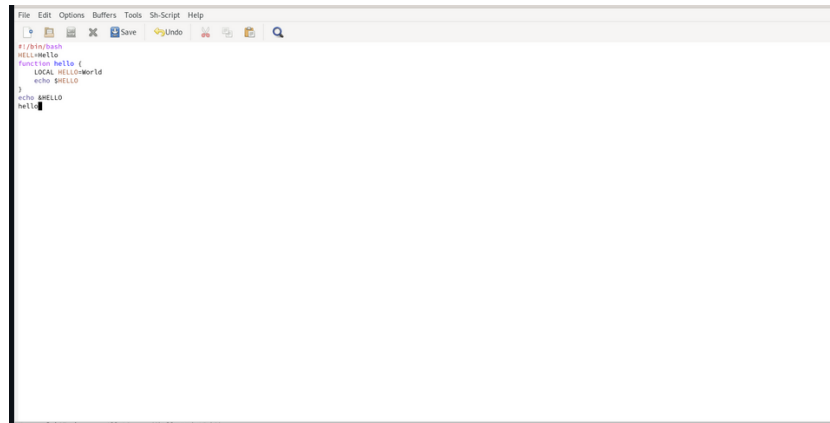 File Edit Options Buffers Tools Sh-Script Help
Save Undo
#!/bin/bash
HELL=Hello
function hello {
LOCAL HELLO=World
echo $HELLO
}
echo &HELLO
hello